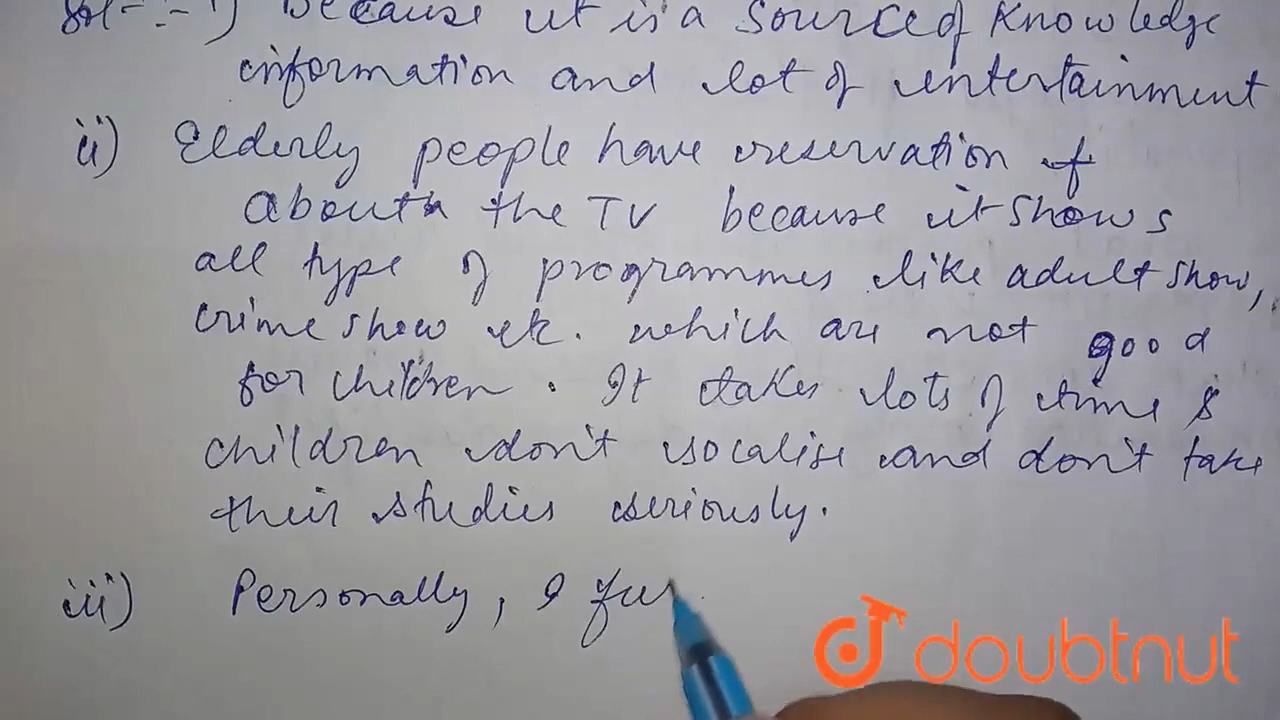 Sol - :- i) Because it is a source of Knowledge
information and lot of entertainment
ii) Elderly people have reservation of
about the TV because it shows
all type of programmes like adult show,
crime show etc. which are not good
for children. It takes lots of time &
children don't socalise and don't take
their studies seriously.
iii) Personally, I fee
doubtnut